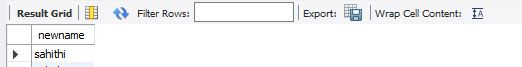 Result Grid Filter Rows: Export: Wrap Cell Content:
newname
sahithi